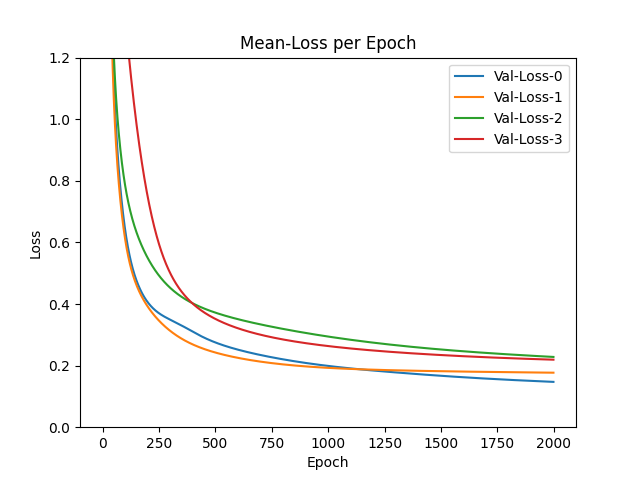 Mean-Loss per Epoch
1.2
1.0
0.8
0.6
0.4
0.2
0.0
Loss
Val-Loss-0
Val-Loss-1
Val-Loss-2
Val-Loss-3
0 250 500 750 1000 1250 1500 1750 2000
Epoch